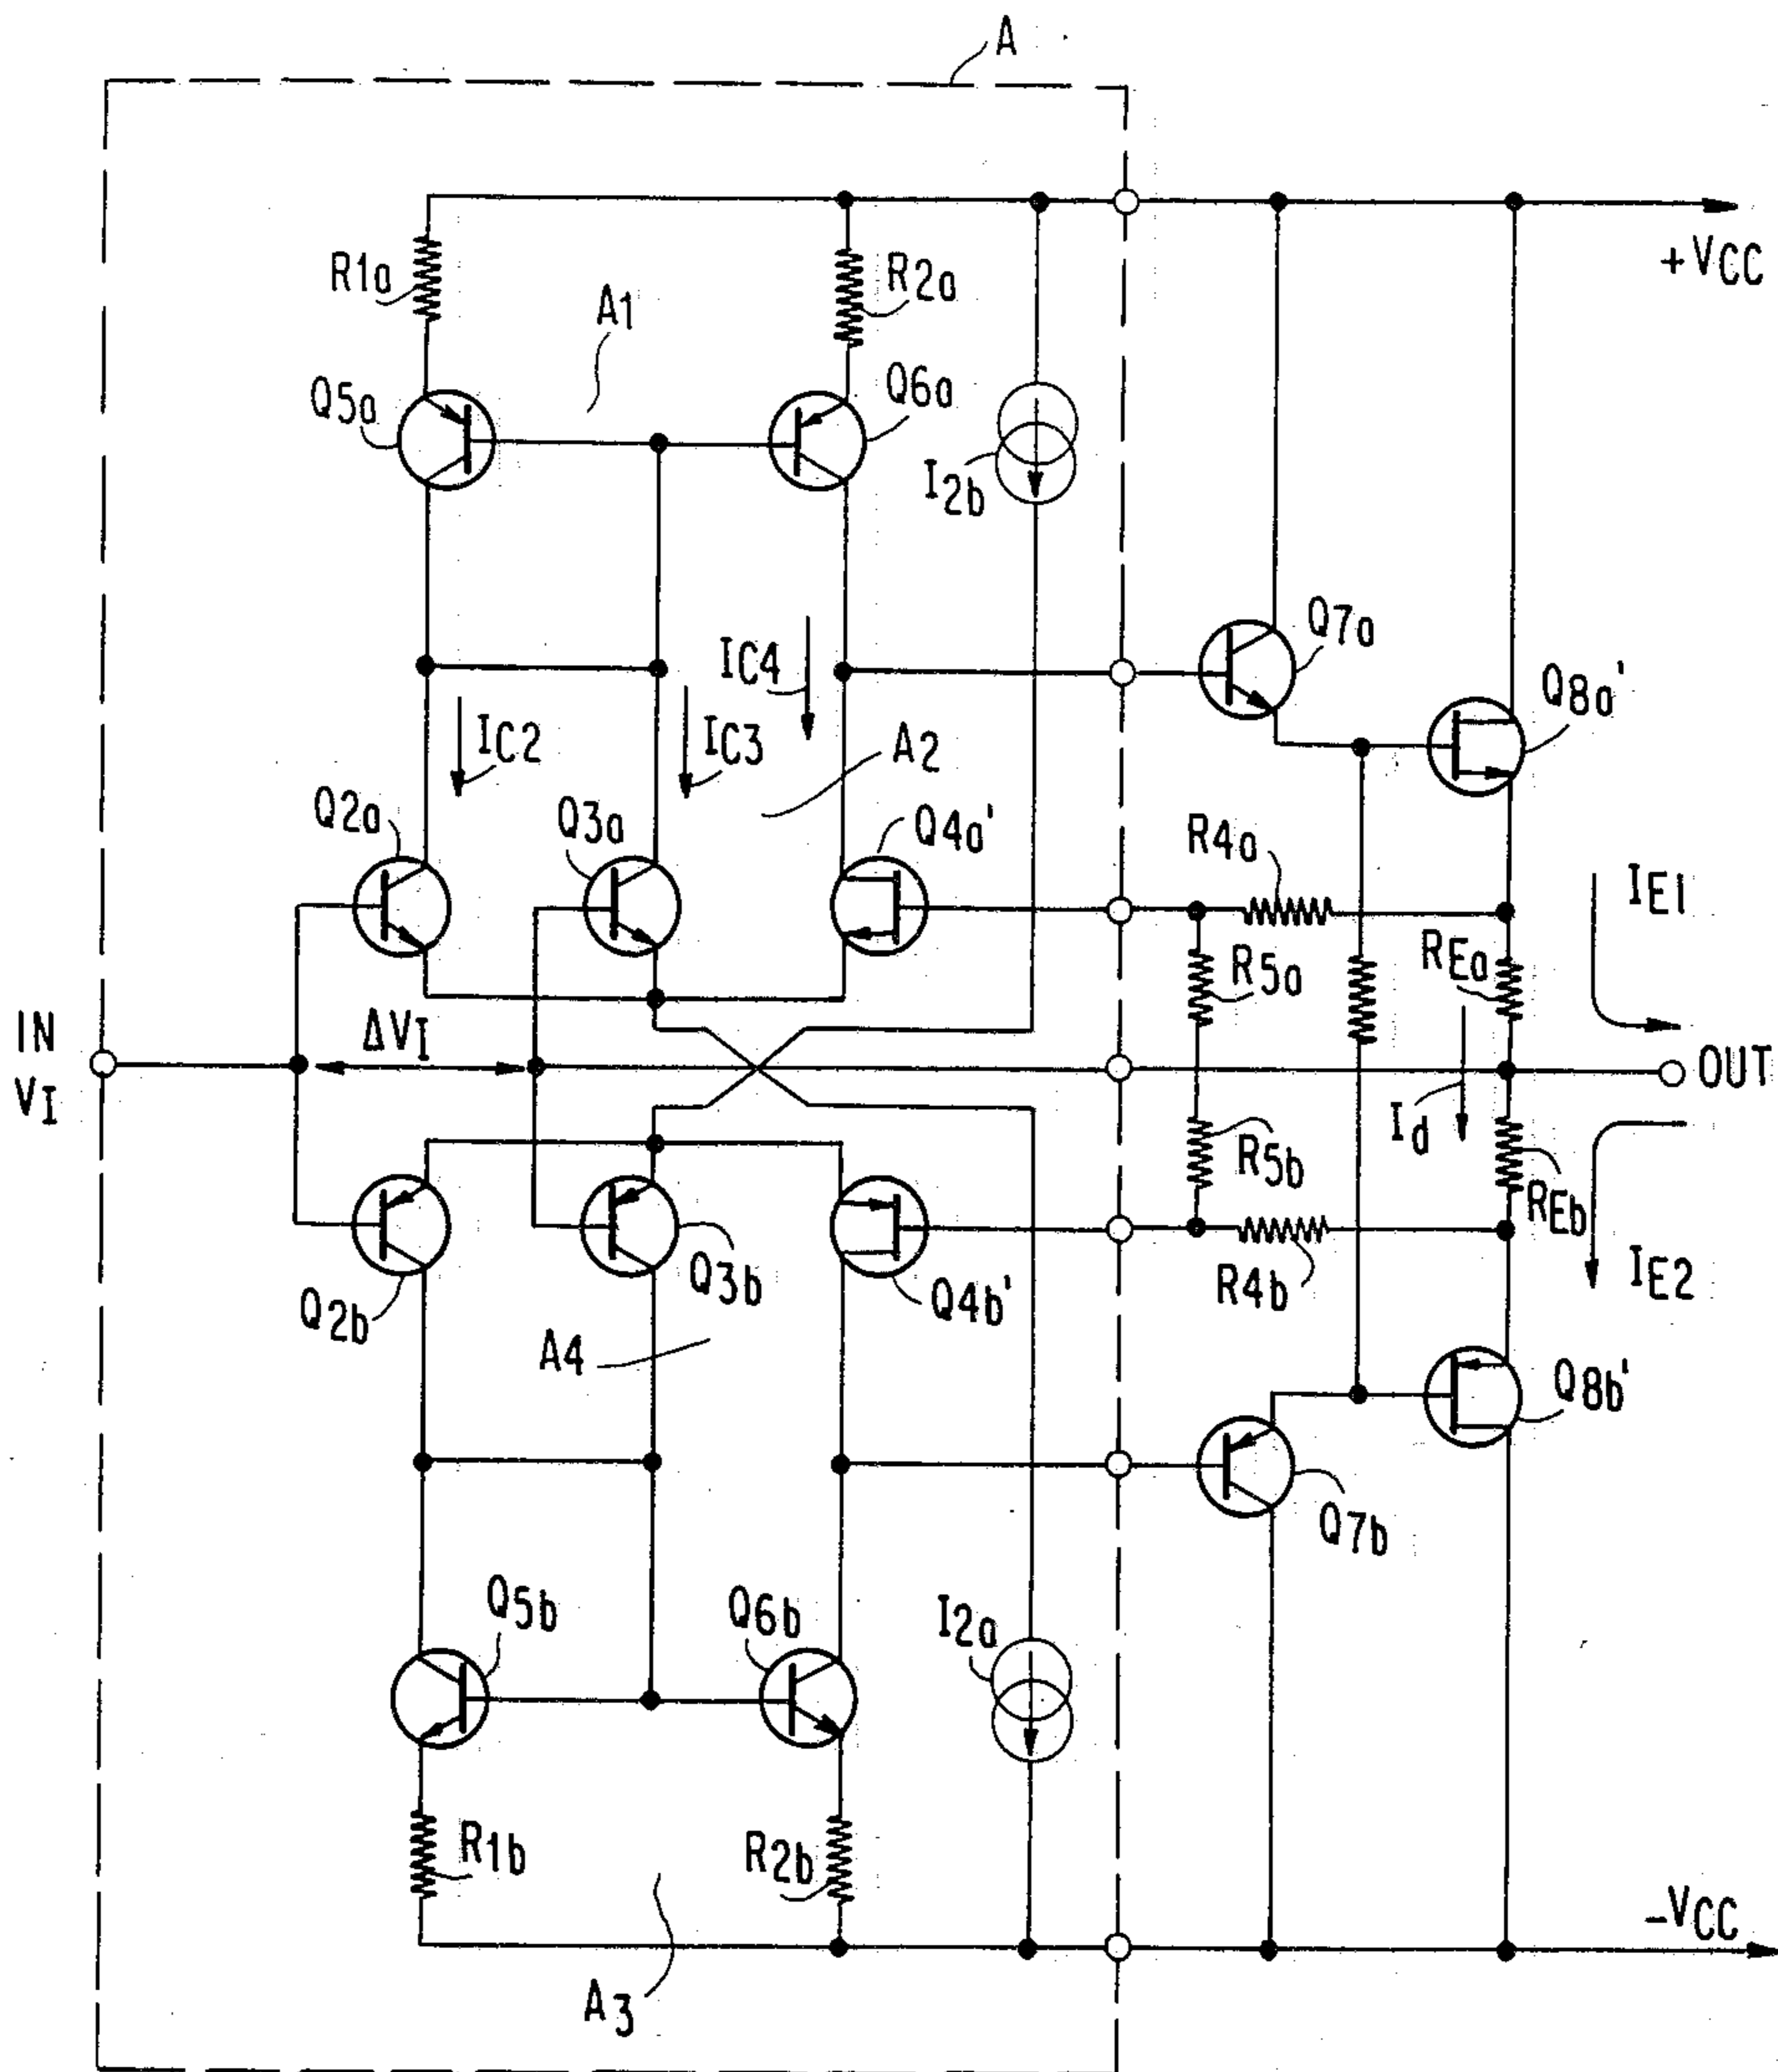 A
+VCC
R1a
R2a
A1
Q5a
Q6a
I2b
Q7a
Q8a'
IC4
IC2
IC3
A2
Q2a
Q3a
Q4a'
R4a
IE1
R5a
REa
IN
VI
ΔVI
OUT
Id
R5b
REb
Q2b
Q3b
Q4b'
R4b
IE2
A4
Q8b'
Q7b
Q5b
Q6b
I2a
R1b
R2b
-VCC
A3